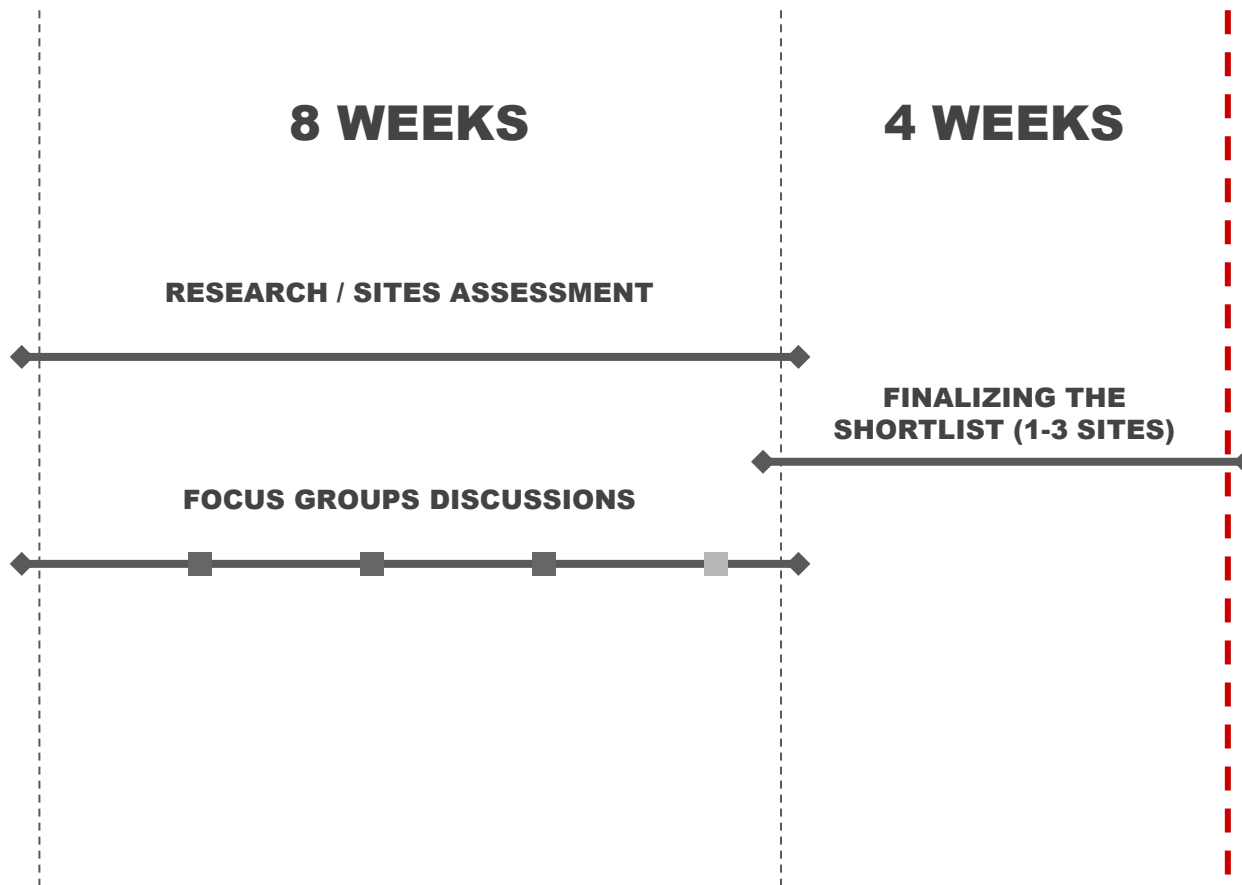 8 WEEKS
4 WEEKS
RESEARCH / SITES ASSESSMENT
FINALIZING THE
SHORTLIST (1-3 SITES)
FOCUS GROUPS DISCUSSIONS